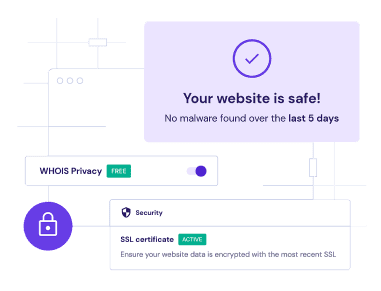 Your website is safe!
No malware found over the last 5 days
WHOIS Privacy FREE
Security
SSL certificate ACTIVE
Ensure your website data is encrypted with the most recent SSL